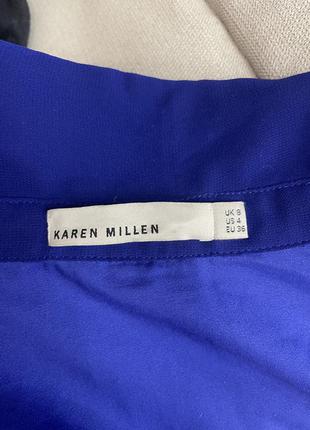 KAREN MILLEN
UK 8
US 4
EU 36